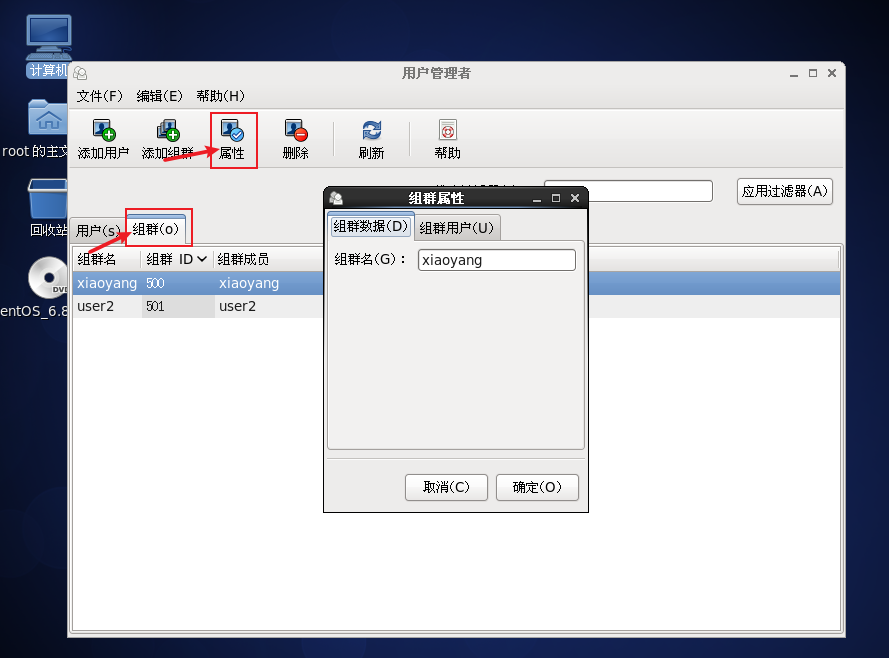 计算机
root 的主文
回收站
entOS_6.8
用户管理者
文件(F) 编辑(E) 帮助(H)
添加用户 添加组群 属性 删除 刷新 帮助
应用过滤器(A)
用户(s) 组群(o)
组群名 组群 ID 组群成员
xiaoyang 500 xiaoyang
user2 501 user2
组群属性
组群数据(D) 组群用户(U)
组群名(G)： xiaoyang
取消(C) 确定(O)